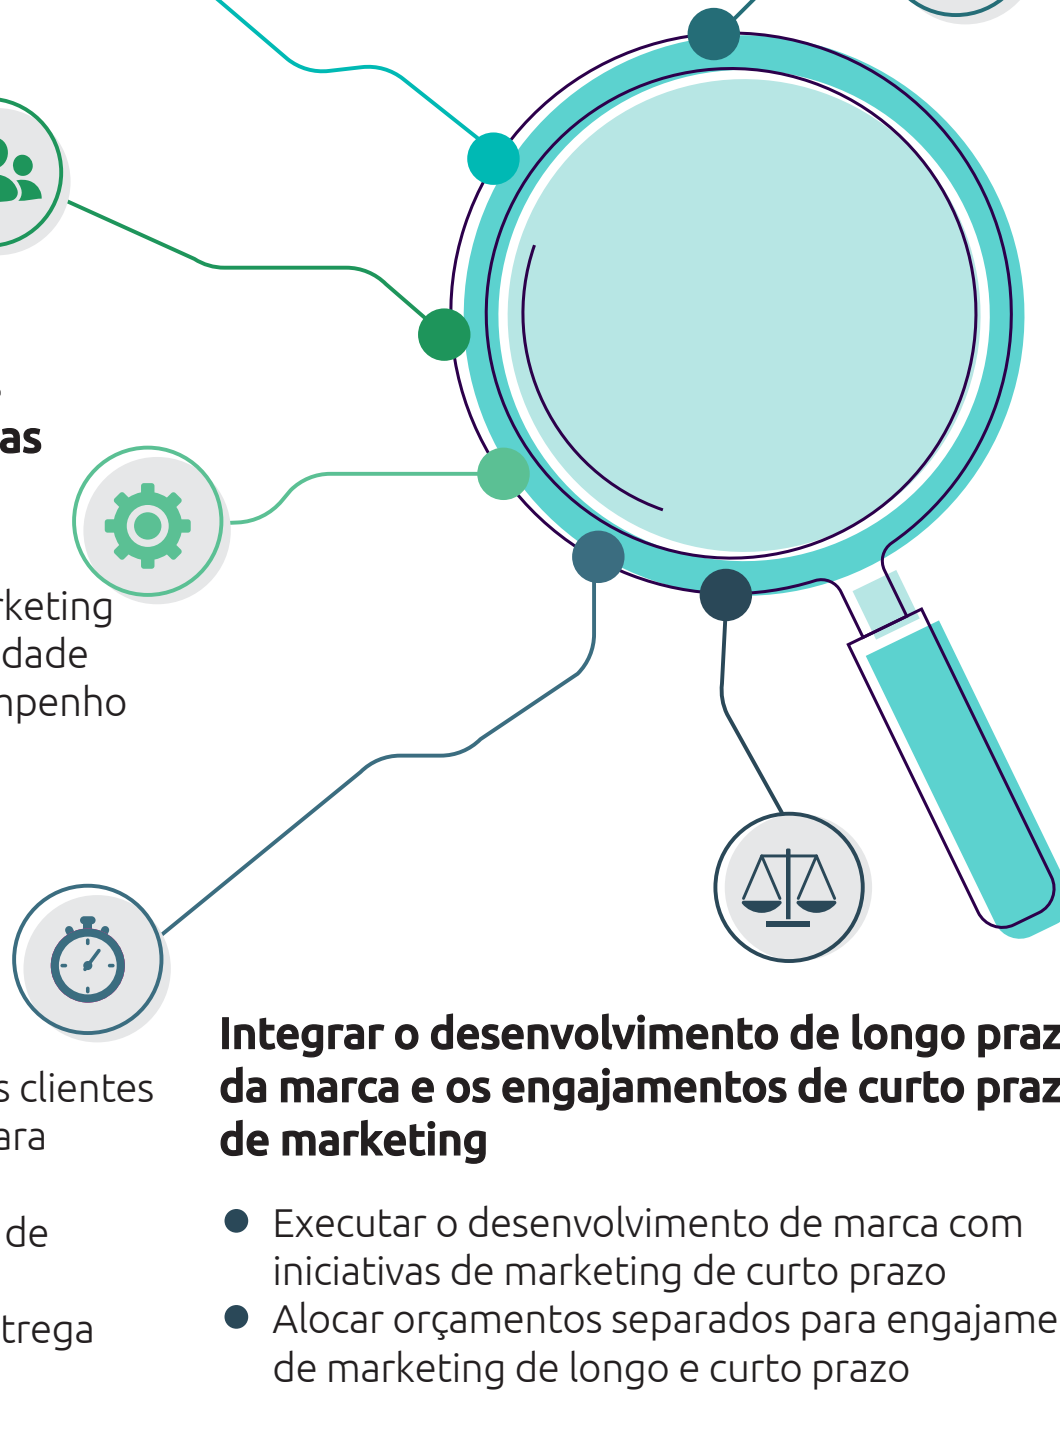 as
rketing
dade
mpenho
s clientes
ara
de
trega
Integrar o desenvolvimento de longo praz
da marca e os engajamentos de curto praz
de marketing
Executar o desenvolvimento de marca com
iniciativas de marketing de curto prazo
Alocar orçamentos separados para engajame
de marketing de longo e curto prazo